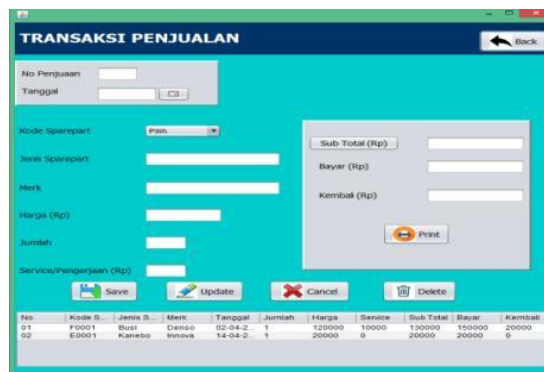 TRANSAKSI PENJUALAN
Back
No Penjuaan
Tanggal
Kode Sparepart
Pilih
Jenis Sparepart
Merk
Harga (Rp)
Jumlah
Service/Pengerjaan (Rp)
Sub Total (Rp)
Bayar (Rp)
Kembali (Rp)
Print
Save Update Cancel Delete
No Kode S... Jenis S... Merk Tanggal Jumlah Harga Service Sub Total Bayar Kembali
01 F0001 Busi Denso 02-04-2... 1 120000 10000 130000 150000 20000
02 E0001 Kanebo Innova 14-04-2... 1 20000 0 20000 20000 0